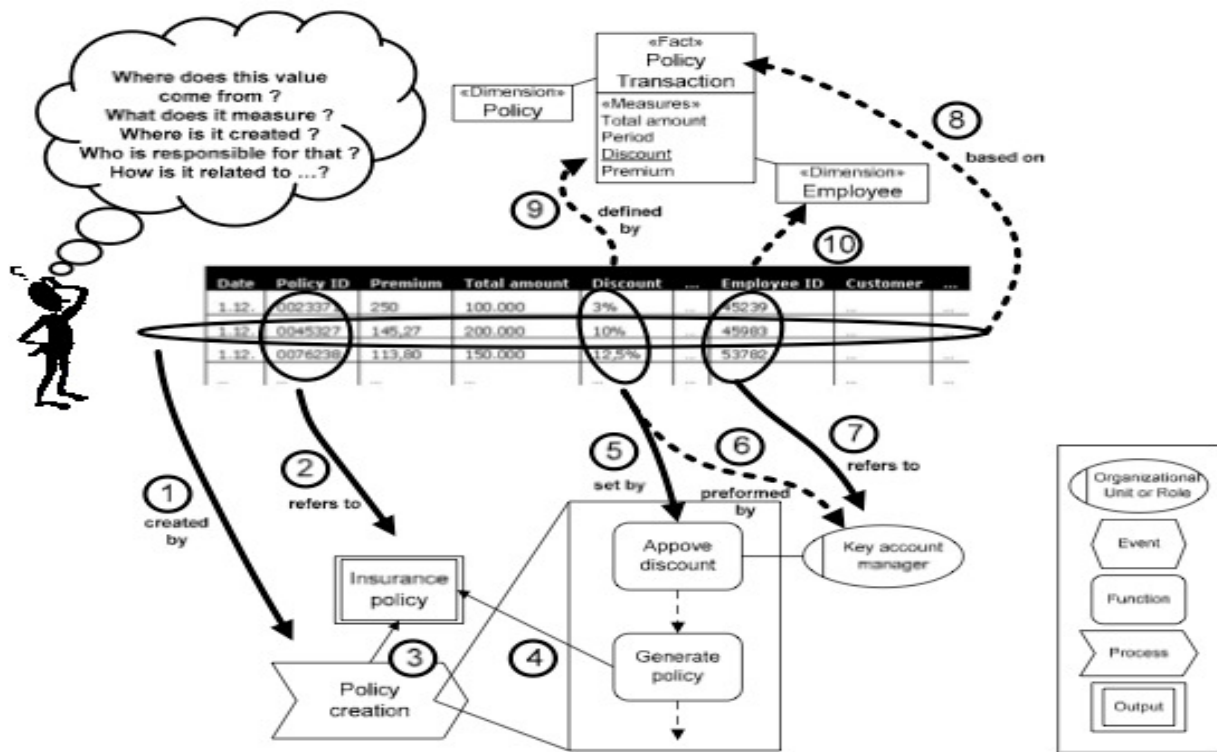 Where does this value
come from ?
What does it measure ?
Where is it created ?
Who is responsible for that ?
How is it related to ...?
«Fact»
Policy
Transaction
«Measures»
Total amount
Period
Discount
Premium
«Dimension»
Policy
«Dimension»
Employee
8
based on
9
defined
by
10
Date Policy ID Premium Total amount Discount ... Employee ID Customer ...
1.12. 002337 250 100.000 3% ... 45239 ... ...
1.12. 0045327 145,27 200.000 10% ... 45983 ... ...
1.12. 0076238 113,80 150.000 12,5% ... 53782 ... ...
... ... ... ... ... ... ... ...
1
created
by
2
refers to
5
set by
6
preformed
by
7
refers to
Insurance
policy
3
Policy
creation
4
Appove
discount
Generate
policy
Key account
manager
Organizational
Unit or Role
Event
Function
Process
Output